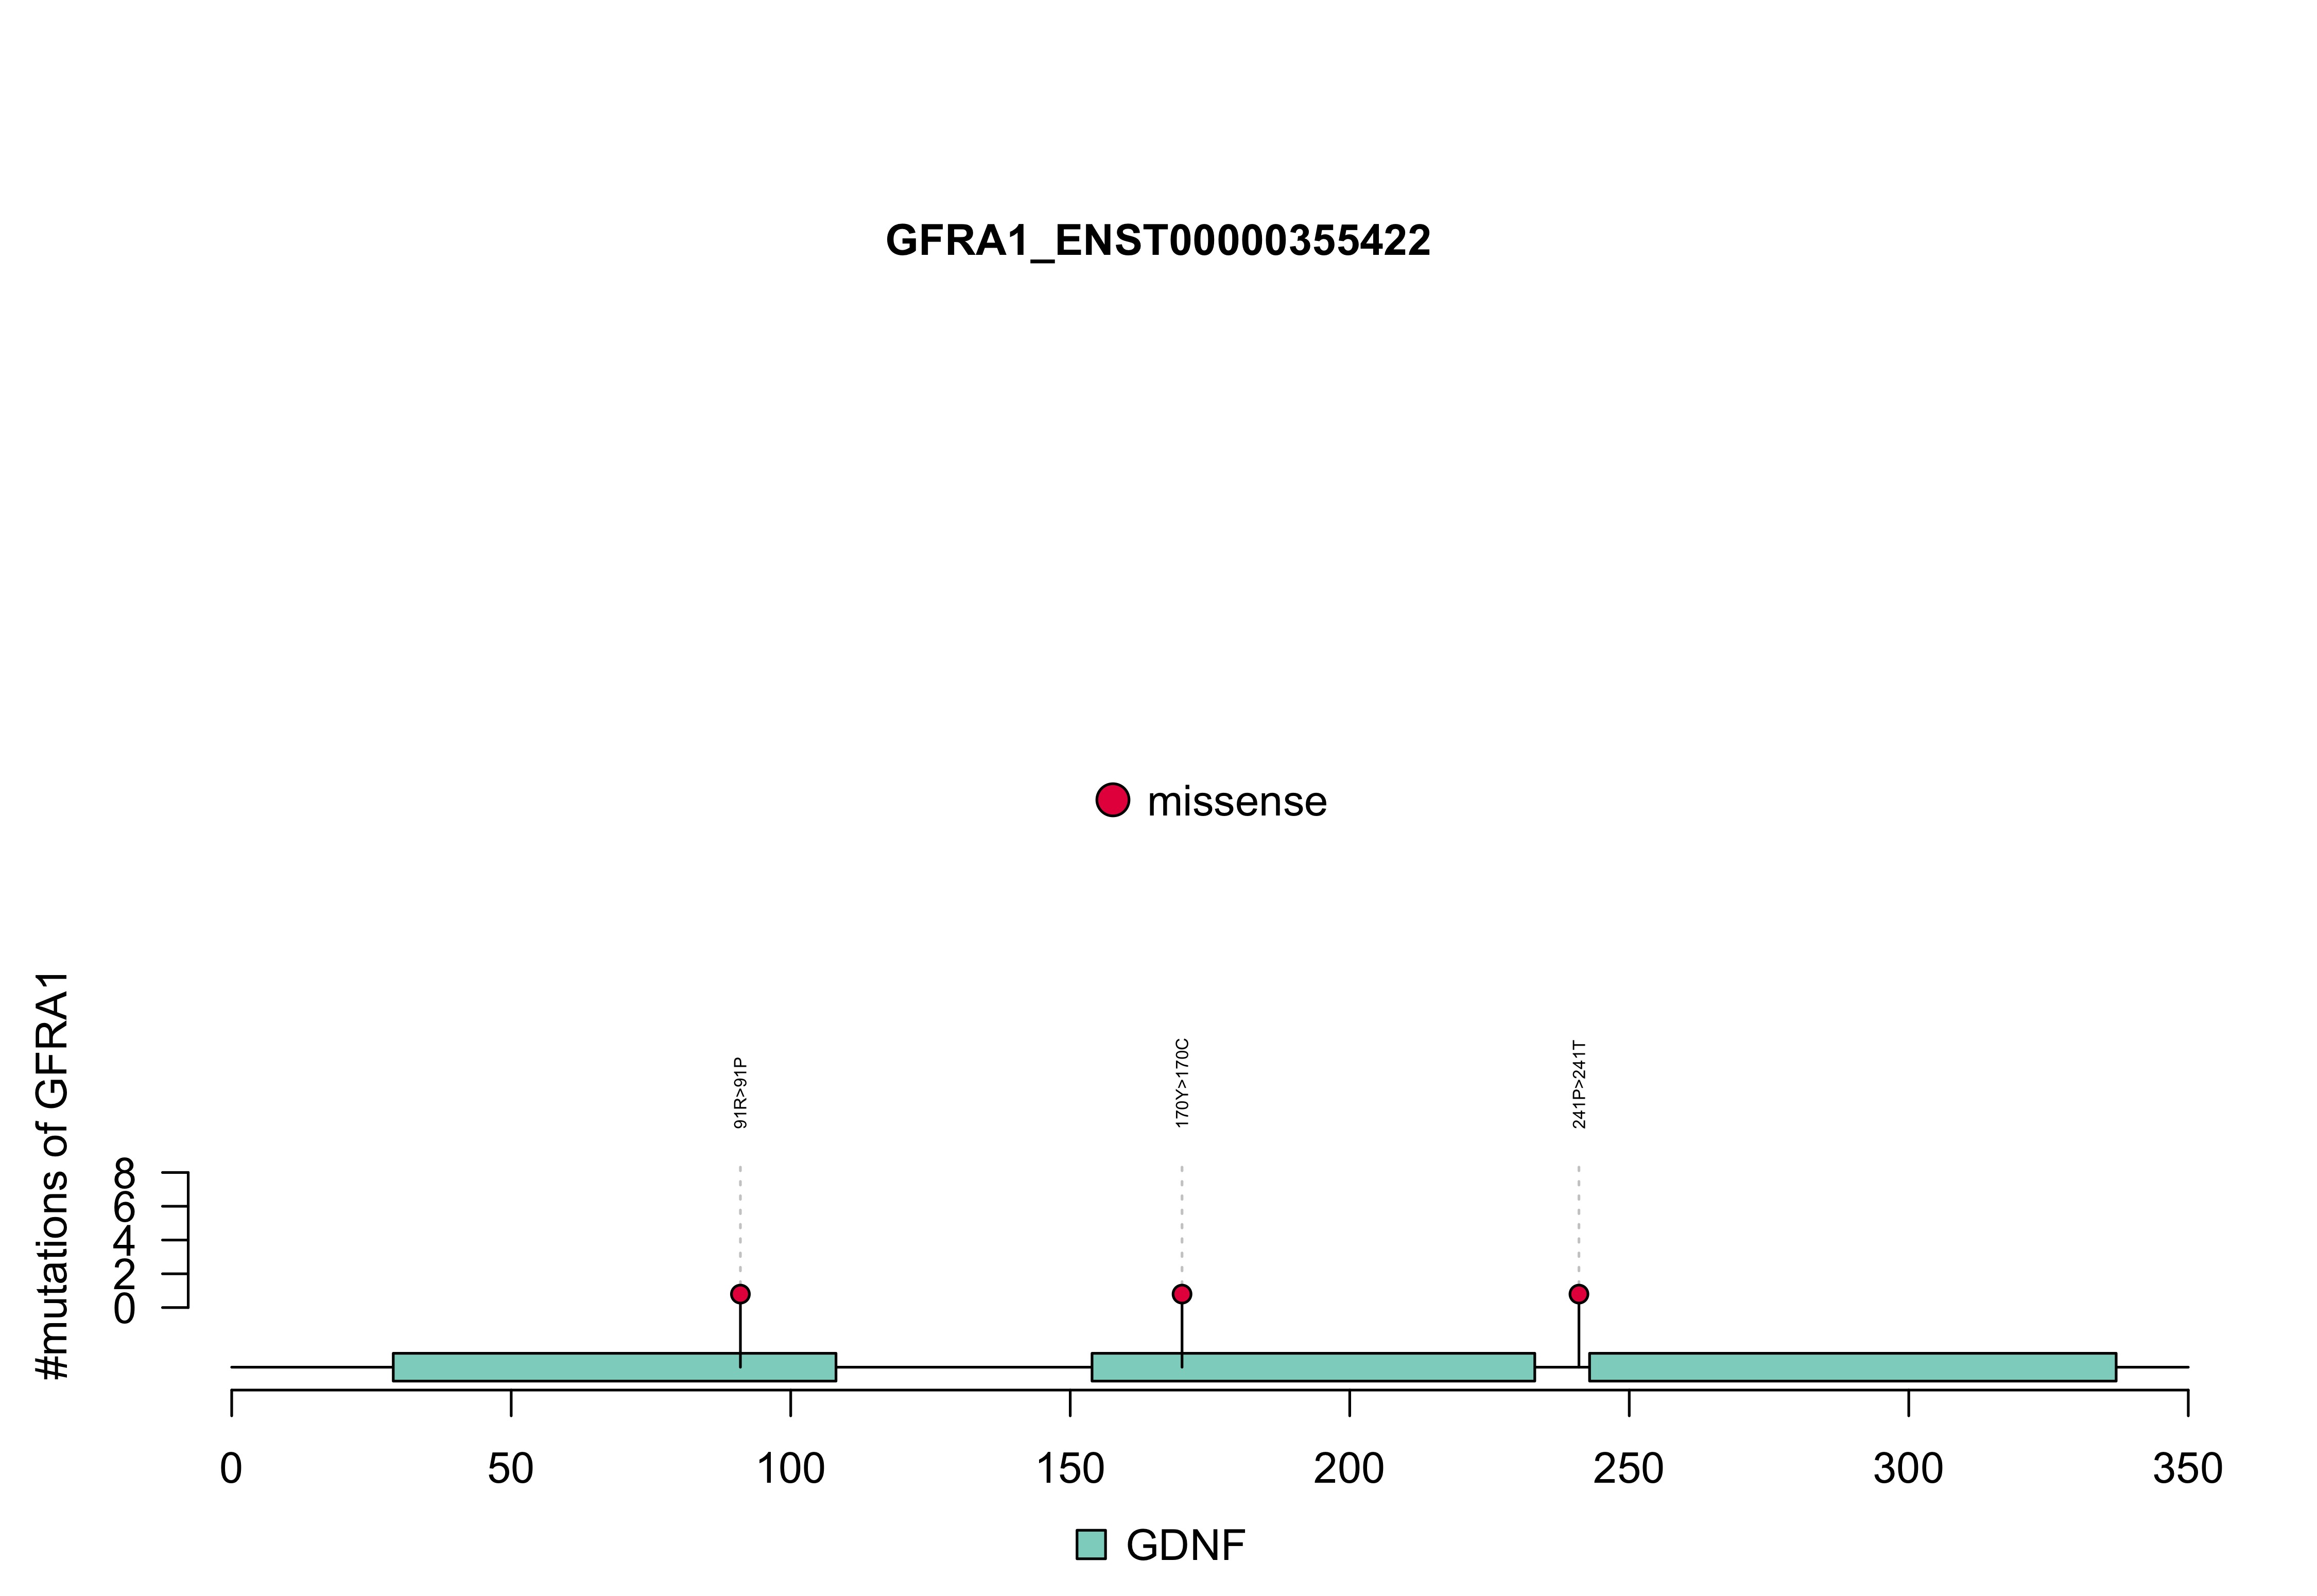 GFRA1_ENST00000355422
missense
#mutations of GFRA1
91R>91P
170Y>170C
241P>241T
8
6
4
2
0
0 50 100 150 200 250 300 350
GDNF